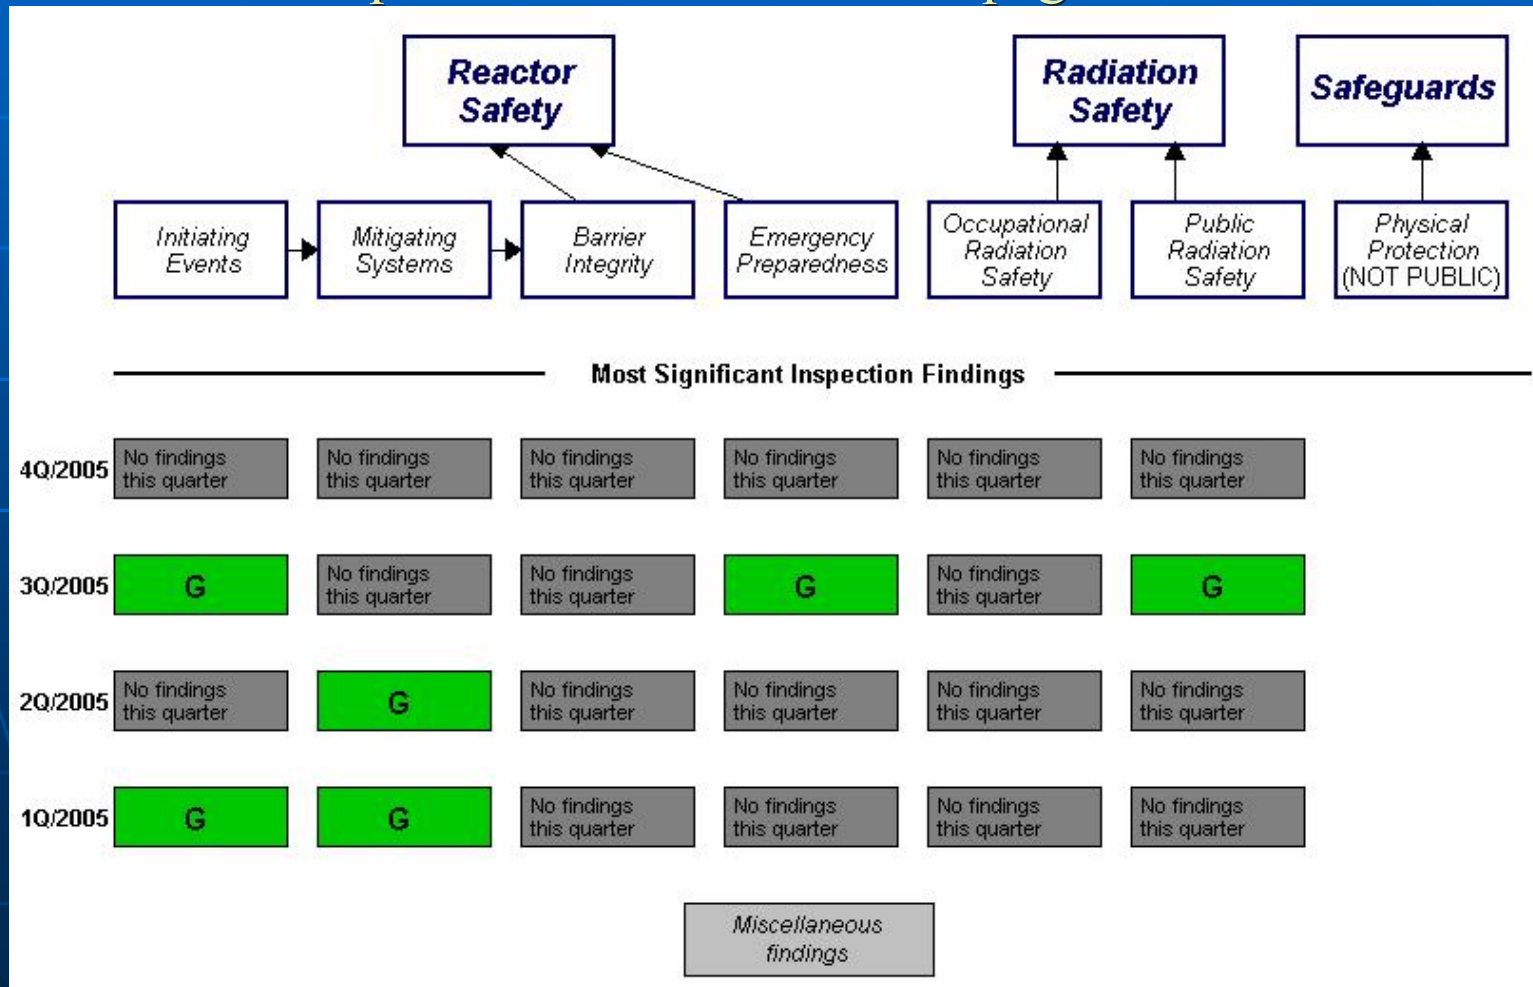 Reactor
Safety
Radiation
Safety
Safeguards
Initiating
Events
Mitigating
Systems
Barrier
Integrity
Emergency
Preparedness
Occupational
Radiation
Safety
Public
Radiation
Safety
Physical
Protection
(NOT PUBLIC)
Most Significant Inspection Findings
4Q/2005
No findings
this quarter
No findings
this quarter
No findings
this quarter
No findings
this quarter
No findings
this quarter
No findings
this quarter
3Q/2005
G
No findings
this quarter
No findings
this quarter
G
No findings
this quarter
G
2Q/2005
No findings
this quarter
G
No findings
this quarter
No findings
this quarter
No findings
this quarter
No findings
this quarter
1Q/2005
G
G
No findings
this quarter
No findings
this quarter
No findings
this quarter
No findings
this quarter
Miscellaneous
findings